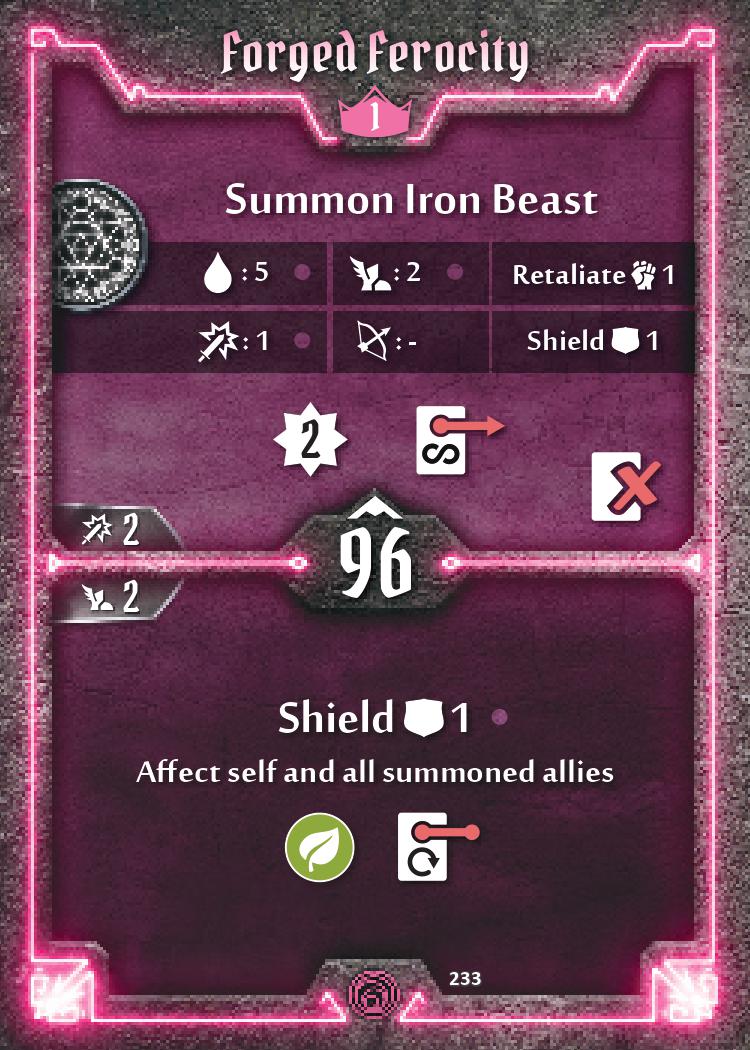 Forged Ferocity
1
Summon Iron Beast
: 5
: 2
Retaliate 1
: 1
: -
Shield 1
2
∞
2
96
2
Shield 1
Affect self and all summoned allies
233